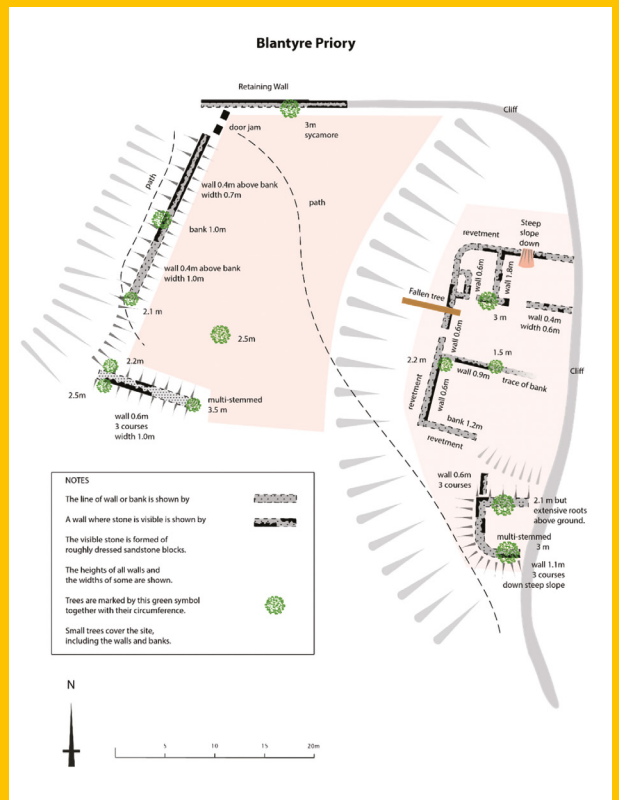 Blantyre Priory
Retaining Wall
Cliff
door jam
3m
sycamore
path
wall 0.4m above bank
width 0.7m
path
bank 1.0m
wall 0.4m above bank
width 1.0m
2.1 m
2.5m
2.2m
2.5m
multi-stemmed
3.5 m
wall 0.6m
3 courses
width 1.0m
Steep
slope
down
revetment
wall 0.6m
wall 1.8m
Fallen tree
3 m
wall 0.4m
width 0.6m
wall 0.6m
1.5 m
2.2 m
wall 0.9m
trace of bank
Cliff
revetment
wall 0.6m
bank 1.2m
revetment
wall 0.6m
3 courses
2.1 m but
extensive roots
above ground.
multi-stemmed
3 m
wall 1.1m
3 courses
down steep slope
NOTES
The line of wall or bank is shown by
A wall where stone is visible is shown by
The visible stone is formed of
roughly dressed sandstone blocks.
The heights of all walls and
the widths of some are shown.
Trees are marked by this green symbol
together with their circumference.
Small trees cover the site,
including the walls and banks.
N
5 10 15 20m